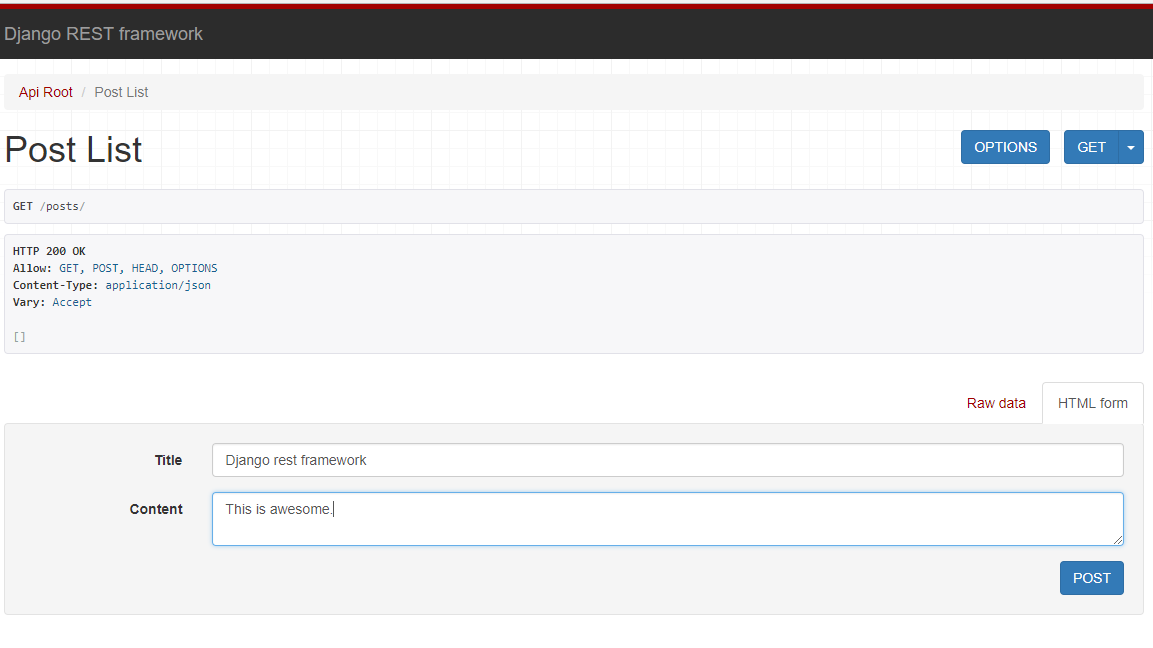 Django REST framework
Api Root / Post List
Post List
OPTIONS GET
GET /posts/
HTTP 200 OK
Allow: GET, POST, HEAD, OPTIONS
Content-Type: application/json
Vary: Accept
[]
Raw data HTML form
Title Django rest framework
Content This is awesome.
POST